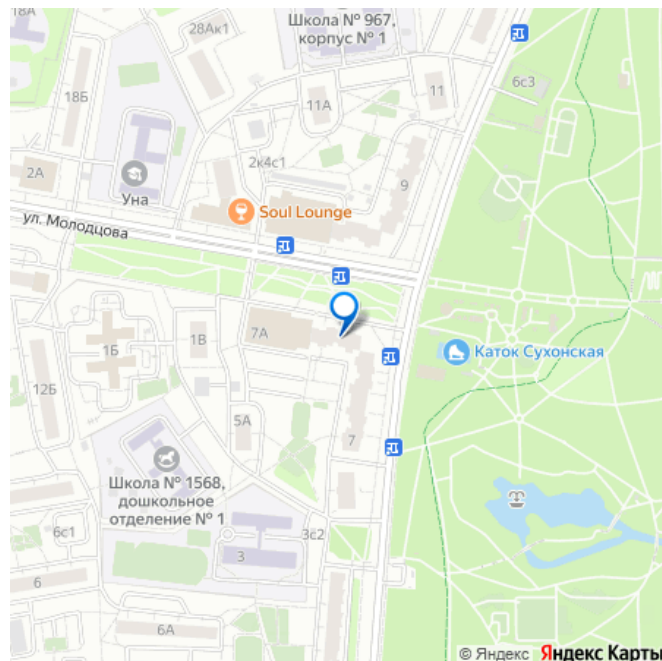 18А
28Ак1
Школа № 967,
корпус № 1
6с3
18Б
11А
11
2к4с1
2А
Уна
9
Soul Lounge
ул. Молодцова
7А
1В
1Б
Каток Сухонская
12Б
5А
7
Школа № 1568,
дошкольное
отделение № 1
6с1
3с2
3
6
6А
© Яндекс Яндекс Карты